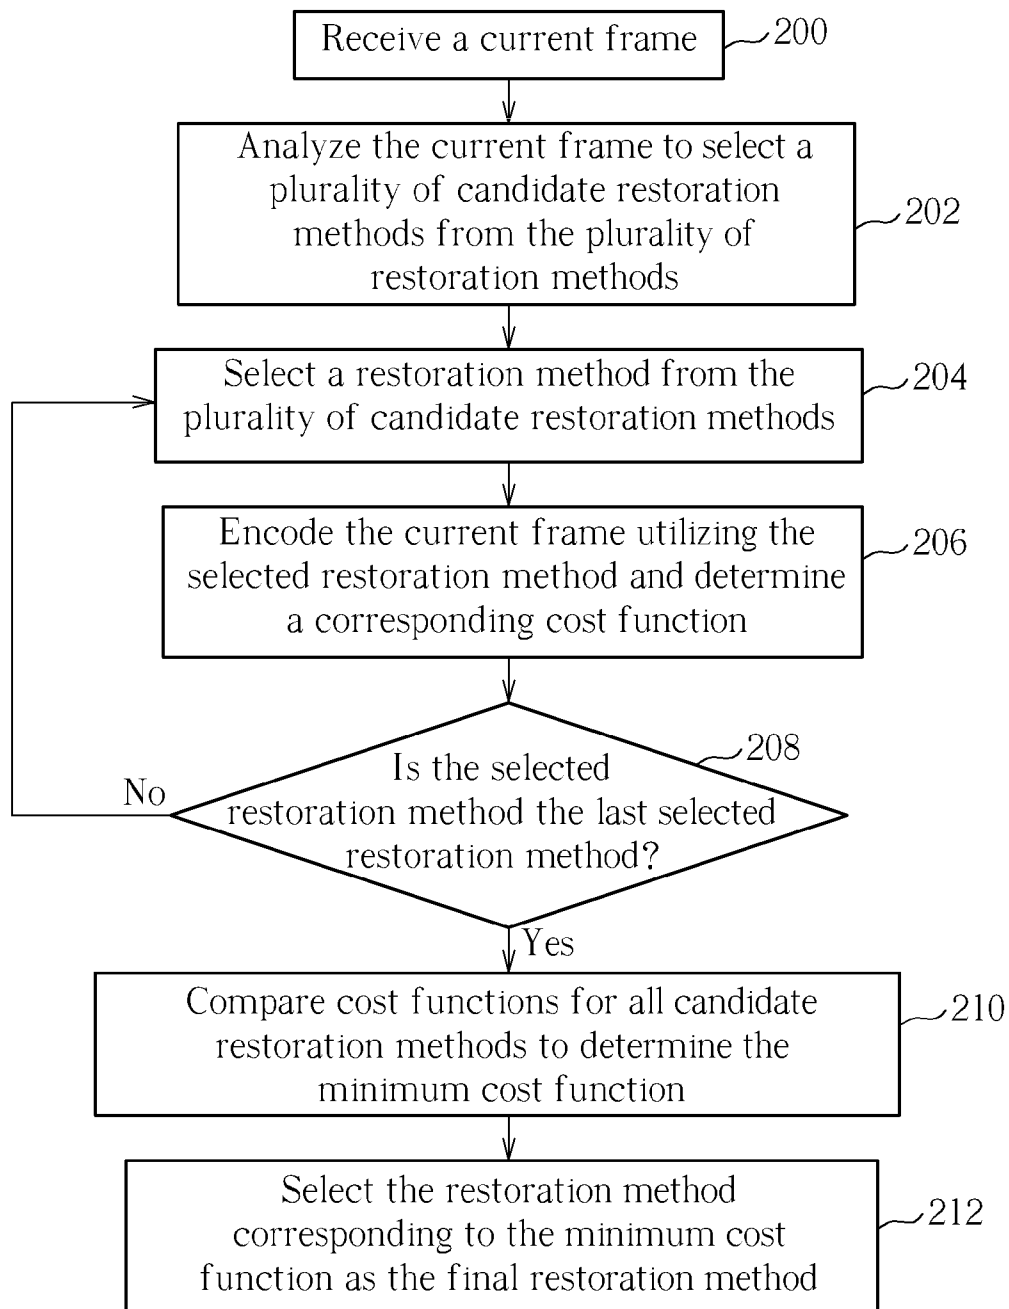 Receive a current frame
200
Analyze the current frame to select a
plurality of candidate restoration
methods from the plurality of
restoration methods
202
Select a restoration method from the
plurality of candidate restoration methods
204
Encode the current frame utilizing the
selected restoration method and determine
a corresponding cost function
206
Is the selected
restoration method the last selected
restoration method?
208
No
Yes
Compare cost functions for all candidate
restoration methods to determine the
minimum cost function
210
Select the restoration method
corresponding to the minimum cost
function as the final restoration method
212